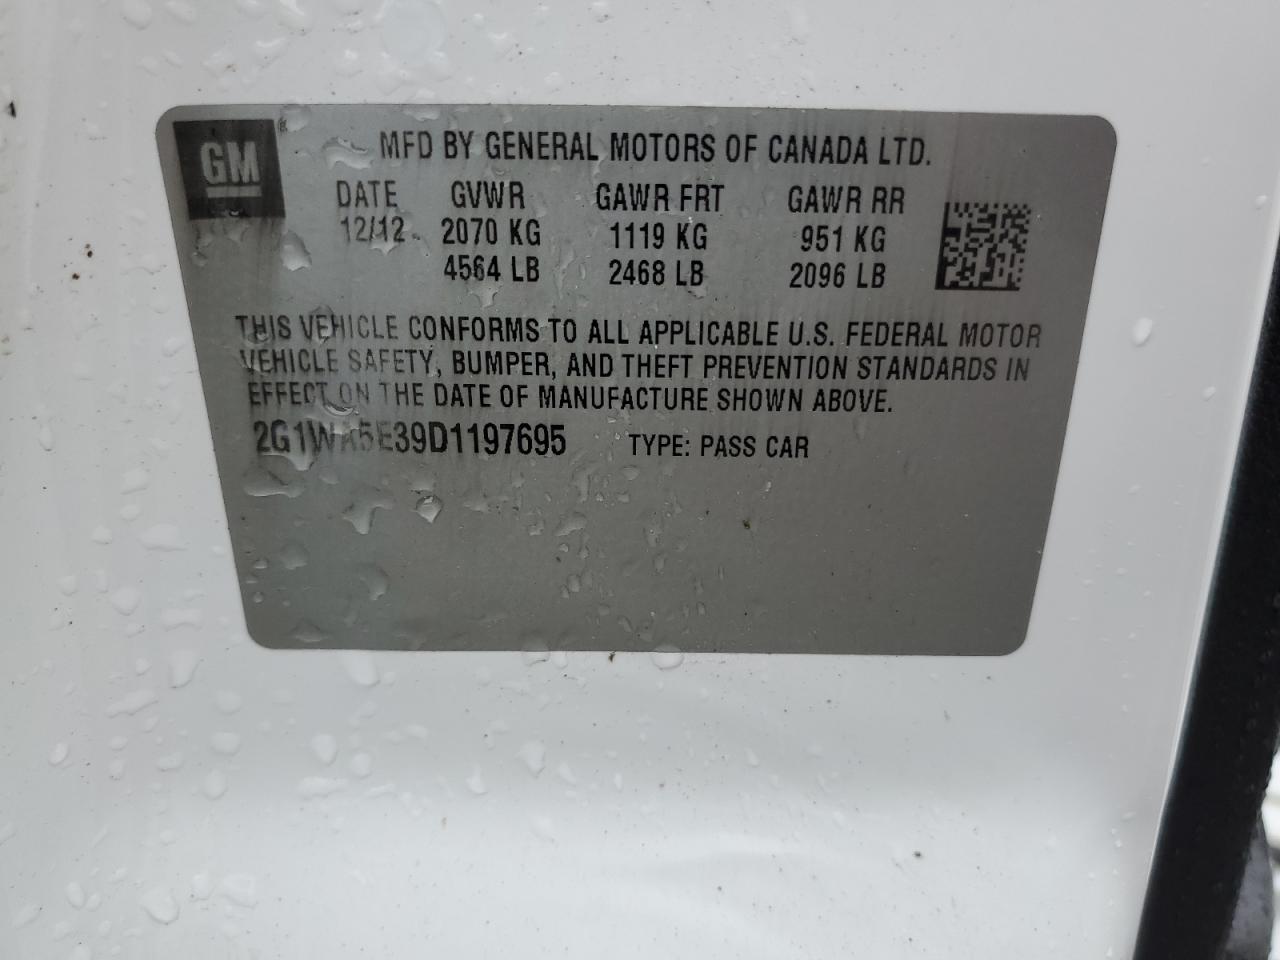 GM
MFD BY GENERAL MOTORS OF CANADA LTD.
DATE GVWR GAWR FRT GAWR RR
12/12 2070 KG 1119 KG 951 KG
4564 LB 2468 LB 2096 LB
THIS VEHICLE CONFORMS TO ALL APPLICABLE U.S. FEDERAL MOTOR
VEHICLE SAFETY, BUMPER, AND THEFT PREVENTION STANDARDS IN
EFFECT ON THE DATE OF MANUFACTURE SHOWN ABOVE.
2G1WA5E39D1197695 TYPE: PASS CAR